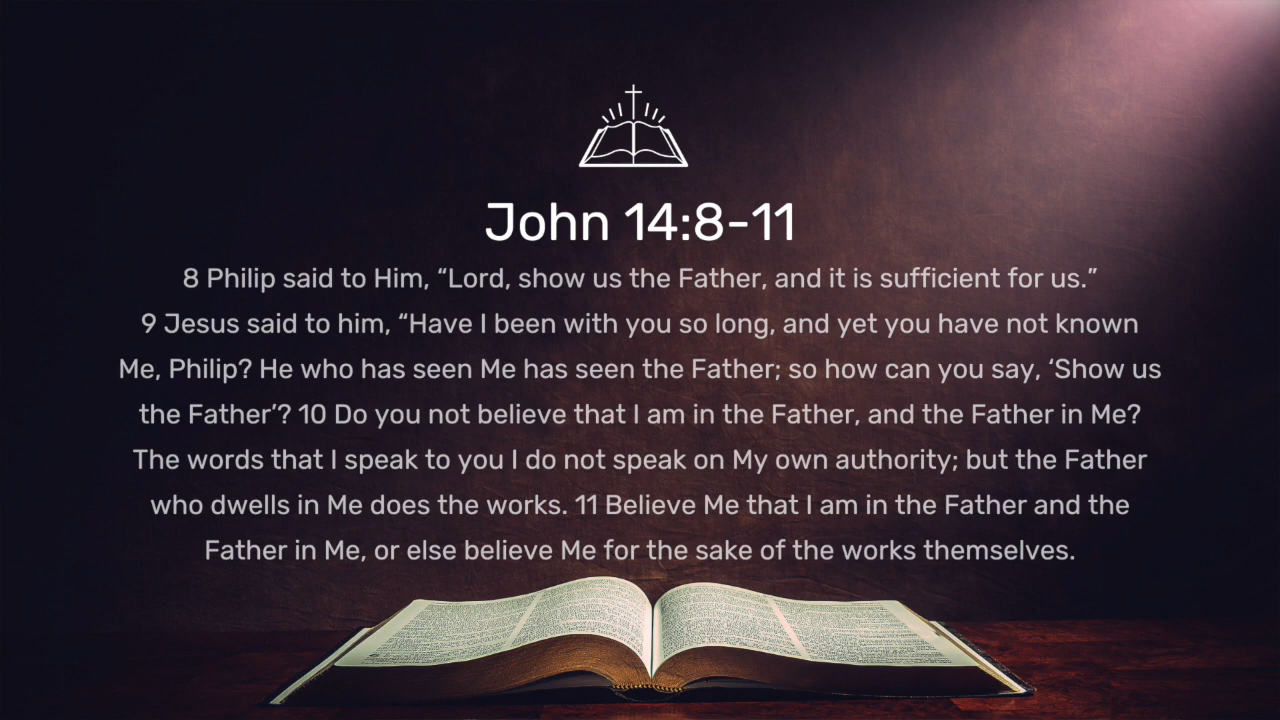 John 14:8-11
8 Philip said to Him, “Lord, show us the Father, and it is sufficient for us.”
9 Jesus said to him, “Have I been with you so long, and yet you have not known
Me, Philip? He who has seen Me has seen the Father; so how can you say, ‘Show us
the Father’? 10 Do you not believe that I am in the Father, and the Father in Me?
The words that I speak to you I do not speak on My own authority; but the Father
who dwells in Me does the works. 11 Believe Me that I am in the Father and the
Father in Me, or else believe Me for the sake of the works themselves.